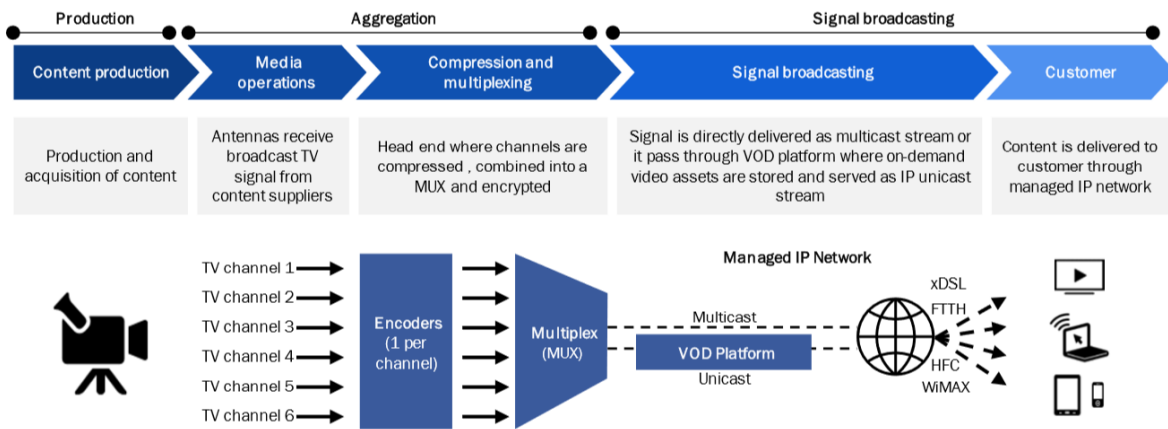 Production
Aggregation
Signal broadcasting
Content production
Media
operations
Compression and
multiplexing
Signal broadcasting
Customer
Production and
acquisition of content
Antennas receive
broadcast TV
signal from
content suppliers
Head end where channels are
compressed , combined into a
MUX and encrypted
Signal is directly delivered as multicast stream or
it pass through VOD platform where on-demand
video assets are stored and served as IP unicast
stream
Content is delivered to
customer through
managed IP network
TV channel 1
TV channel 2
TV channel 3
TV channel 4
TV channel 5
TV channel 6
Encoders
(1 per
channel)
Multiplex
(MUX)
Managed IP Network
Multicast
VOD Platform
Unicast
xDSL
FTTH
HFC
WiMAX